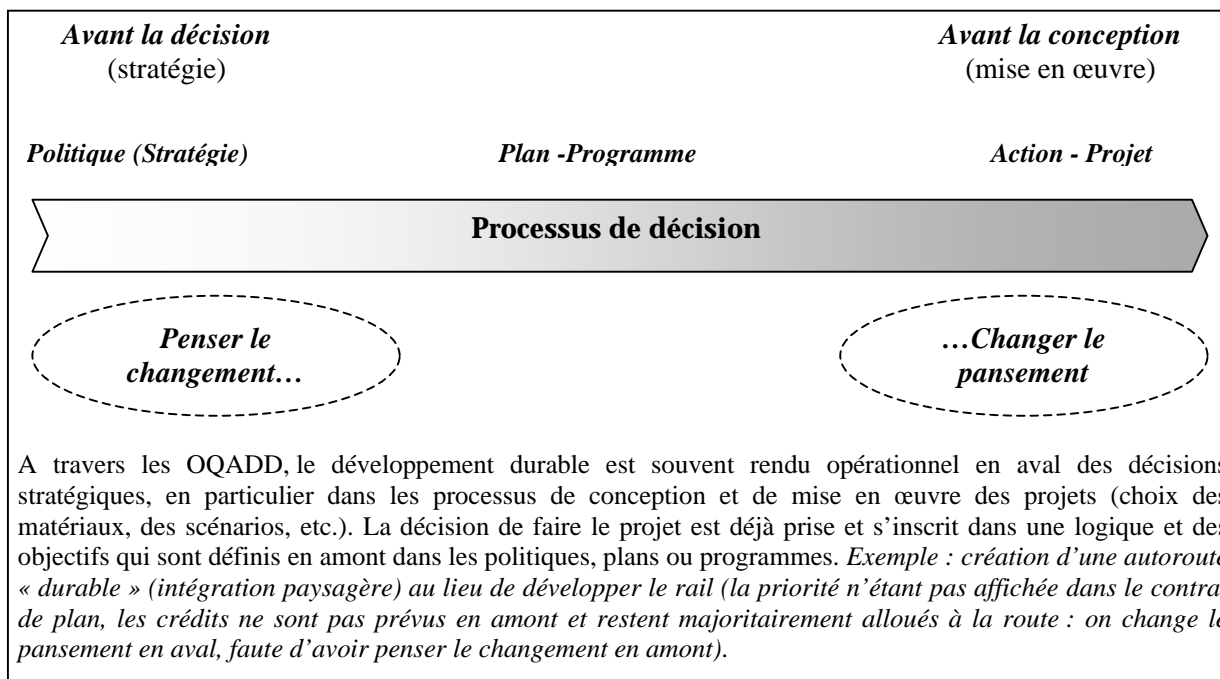 Avant la décision Avant la conception
(stratégie) (mise en œuvre)
Politique (Stratégie) Plan -Programme Action - Projet
Processus de décision
Penser le changement…
…Changer le pansement
A travers les OQADD, le développement durable est souvent rendu opérationnel en aval des décisions
stratégiques, en particulier dans les processus de conception et de mise en œuvre des projets (choix des
matériaux, des scénarios, etc.). La décision de faire le projet est déjà prise et s’inscrit dans une logique et des
objectifs qui sont définis en amont dans les politiques, plans ou programmes. Exemple : création d’une autoroute
« durable » (intégration paysagère) au lieu de développer le rail (la priorité n’étant pas affichée dans le contra
de plan, les crédits ne sont pas prévus en amont et restent majoritairement alloués à la route : on change le
pansement en aval, faute d’avoir penser le changement en amont).